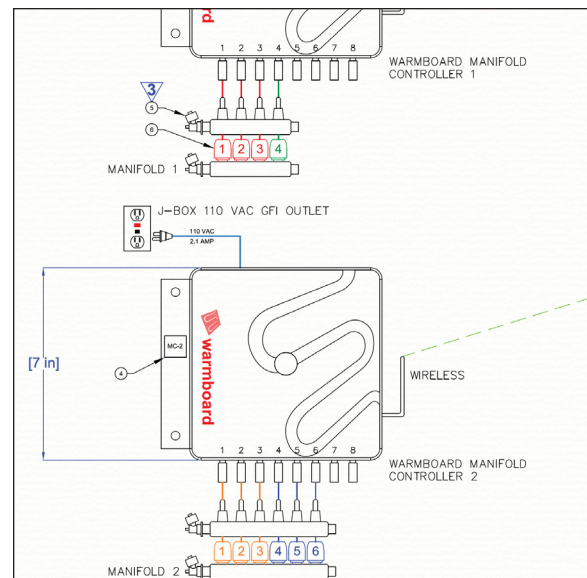 1 2 3 4 5 6 7 8
WARMBOARD MANIFOLD
CONTROLLER 1
3
5
6
1 2 3 4
MANIFOLD 1
J-BOX 110 VAC GFI OUTLET
110 VAC
2.1 AMP
[7 in]
MC-2
4
warmboard
WIRELESS
1 2 3 4 5 6 7 8
WARMBOARD MANIFOLD
CONTROLLER 2
1 2 3 4 5 6
MANIFOLD 2